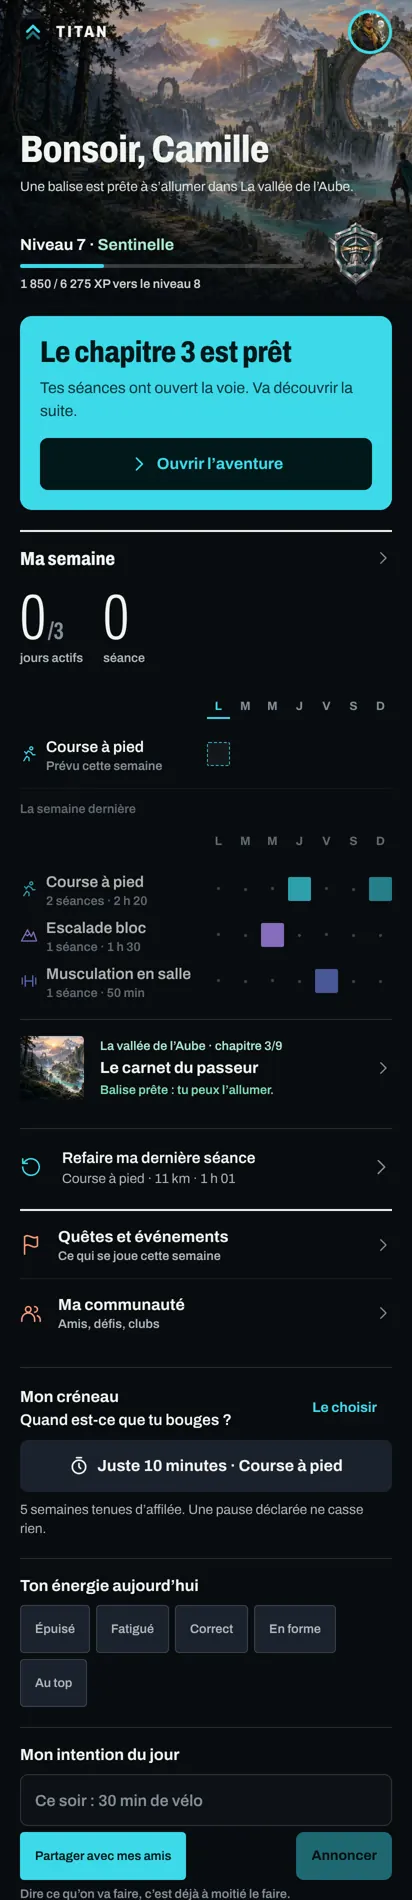 TITAN
Bonsoir, Camille
Une balise est prête à s’allumer dans La vallée de l’Aube.
Niveau 7 · Sentinelle
1 850 / 6 275 XP vers le niveau 8
Le chapitre 3 est prêt
Tes séances ont ouvert la voie. Va découvrir la
suite.
Ouvrir l’aventure
Ma semaine
0/3 0
jours actifs séance
L M M J V S D
Course à pied
Prévu cette semaine
La semaine dernière
L M M J V S D
Course à pied
2 séances · 2 h 20
Escalade bloc
1 séance · 1 h 30
Musculation en salle
1 séance · 50 min
La vallée de l’Aube · chapitre 3/9
Le carnet du passeur
Balise prête : tu peux l’allumer.
Refaire ma dernière séance
Course à pied · 11 km · 1 h 01
Quêtes et événements
Ce qui se joue cette semaine
Ma communauté
Amis, défis, clubs
Mon créneau
Quand est-ce que tu bouges ?
Le choisir
Juste 10 minutes · Course à pied
5 semaines tenues d’affilée. Une pause déclarée ne casse
rien.
Ton énergie aujourd’hui
Épuisé Fatigué Correct En forme
Au top
Mon intention du jour
Ce soir : 30 min de vélo
Partager avec mes amis Annoncer
Dire ce qu’on va faire, c’est déjà à moitié le faire.